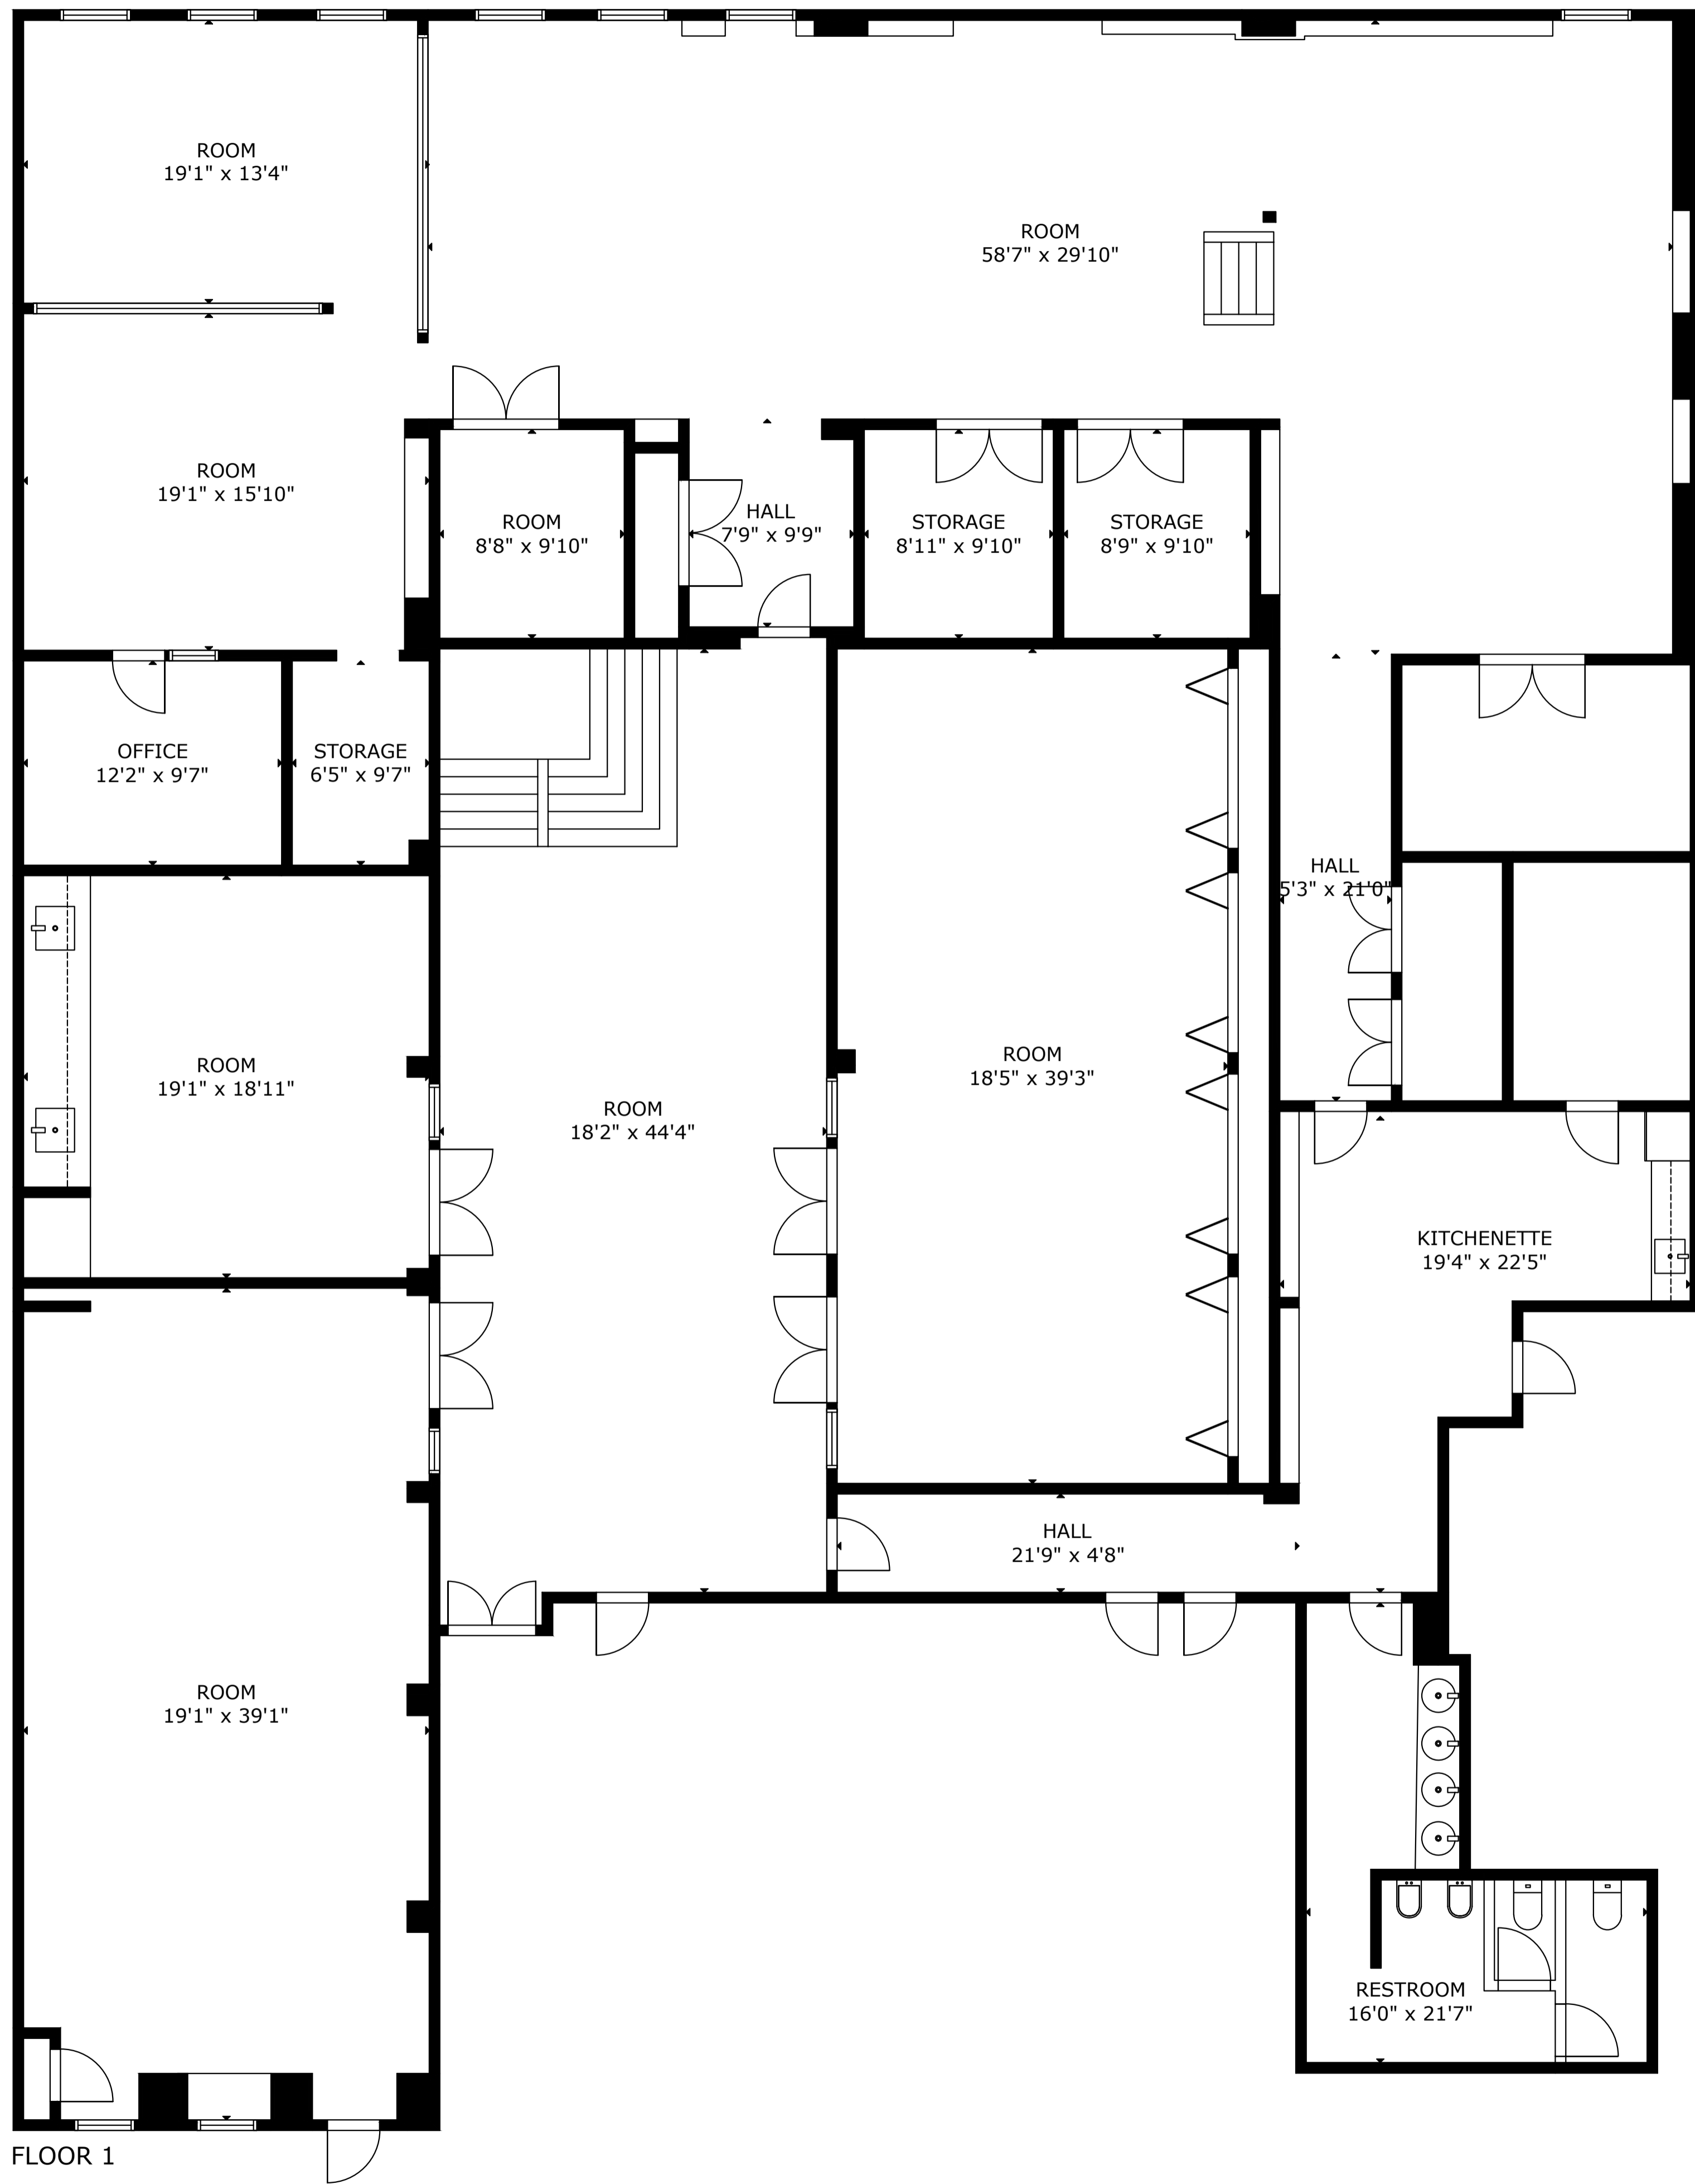 ROOM
19'1" x 13'4"
ROOM
58'7" x 29'10"
ROOM
19'1" x 15'10"
ROOM
8'8" x 9'10"
HALL
7'9" x 9'9"
STORAGE
8'11" x 9'10"
STORAGE
8'9" x 9'10"
OFFICE
12'2" x 9'7"
STORAGE
6'5" x 9'7"
HALL
5'3" x 21'0"
ROOM
19'1" x 18'11"
ROOM
18'2" x 44'4"
ROOM
18'5" x 39'3"
KITCHENETTE
19'4" x 22'5"
HALL
21'9" x 4'8"
ROOM
19'1" x 39'1"
RESTROOM
16'0" x 21'7"
FLOOR 1